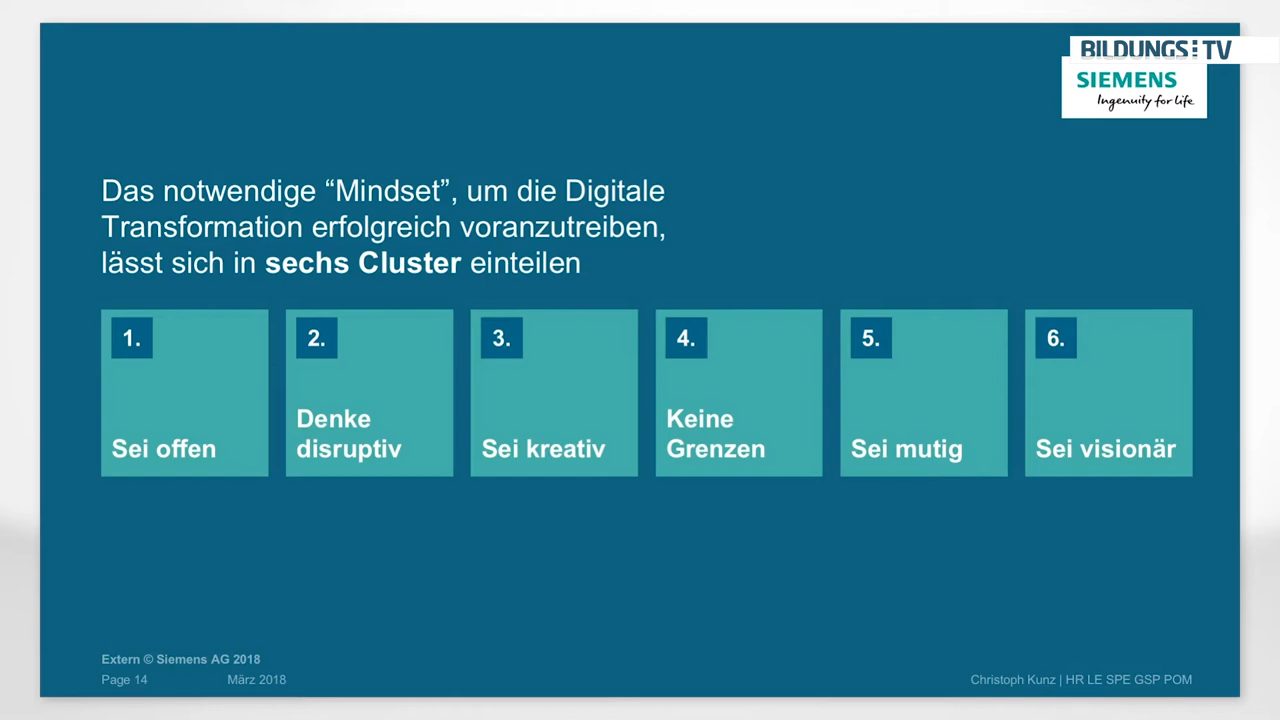 BILDUNGS TV
SIEMENS
Ingenuity for life
Das notwendige “Mindset”, um die Digitale
Transformation erfolgreich voranzutreiben,
lässt sich in sechs Cluster einteilen
1.
Sei offen
2.
Denke
disruptiv
3.
Sei kreativ
4.
Keine
Grenzen
5.
Sei mutig
6.
Sei visionär
Extern © Siemens AG 2018
Page 14 März 2018
Christoph Kunz | HR LE SPE GSP POM